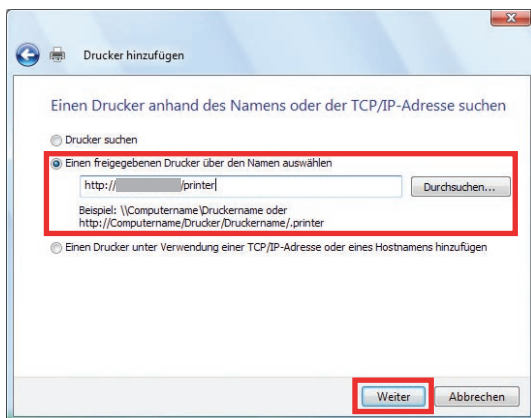 Drucker hinzufügen
Einen Drucker anhand des Namens oder der TCP/IP-Adresse suchen
Drucker suchen
Einen freigegebenen Drucker über den Namen auswählen
http:// /printer
Durchsuchen...
Beispiel: \\Computername\Druckername oder
http://Computername/Drucker/Druckername/.printer
Einen Drucker unter Verwendung einer TCP/IP-Adresse oder eines Hostnamens hinzufügen
Weiter
Abbrechen